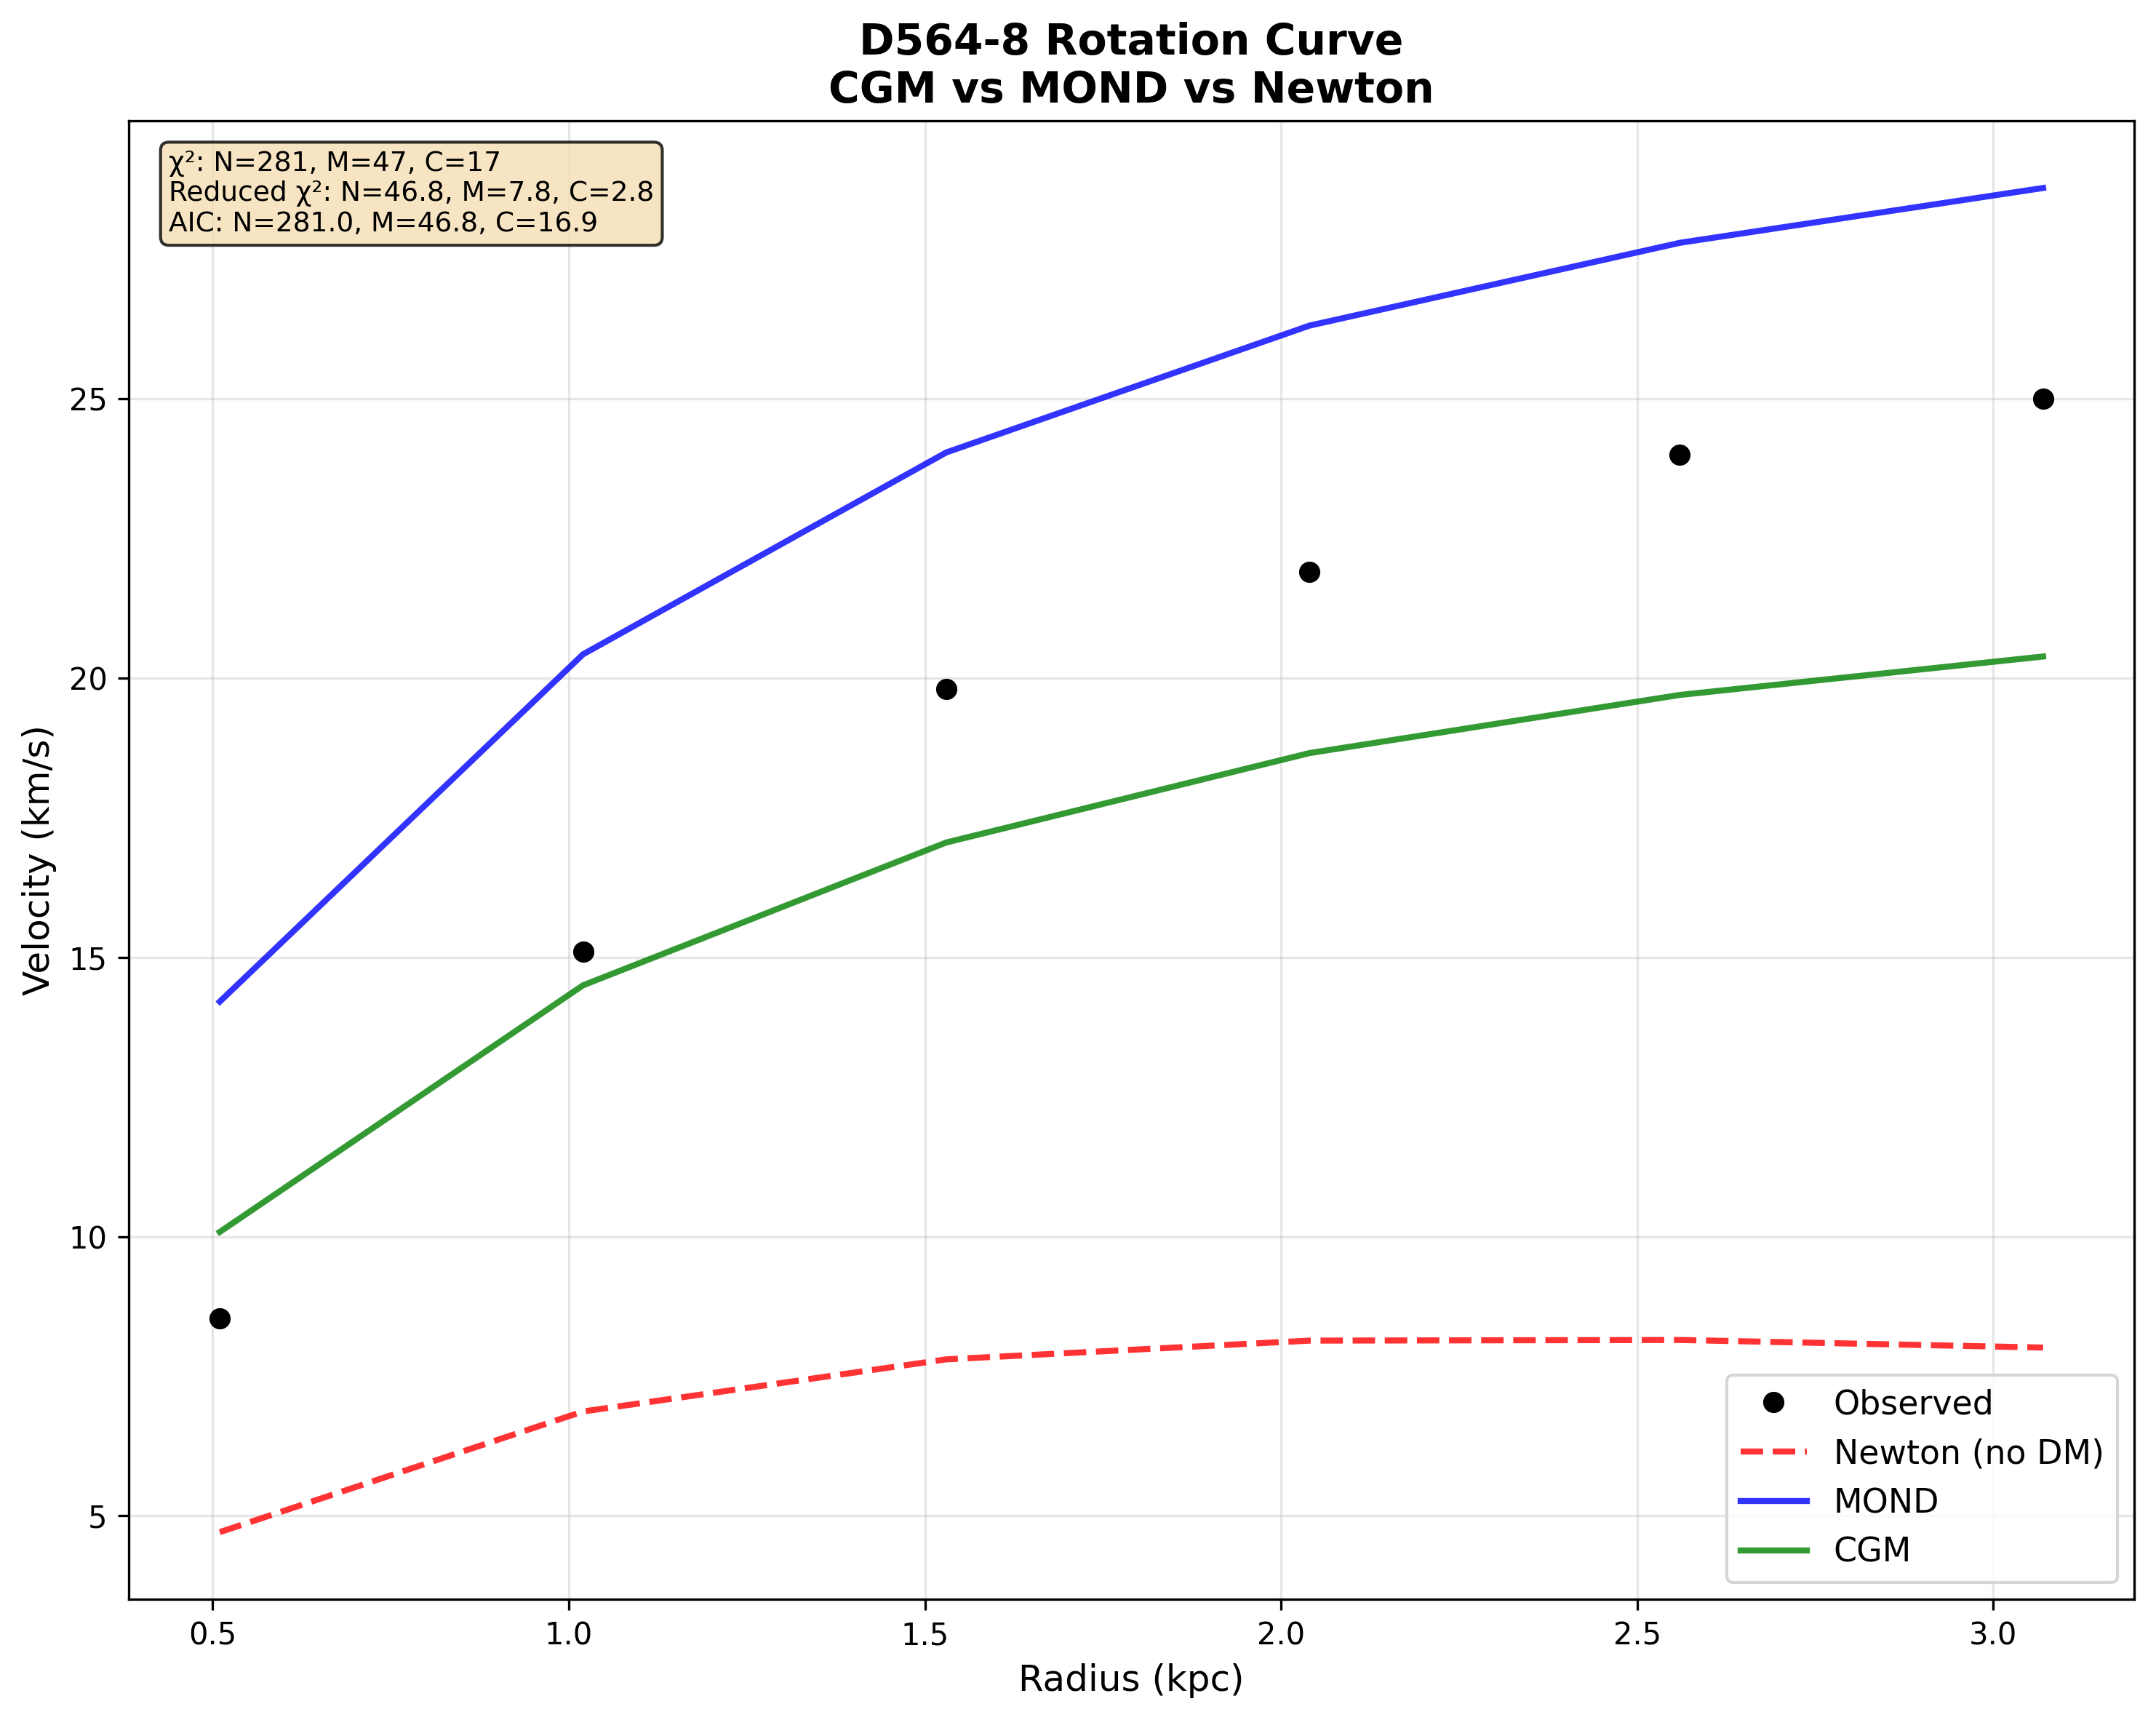 D564-8 Rotation Curve
CGM vs MOND vs Newton
χ²: N=281, M=47, C=17
Reduced χ²: N=46.8, M=7.8, C=2.8
AIC: N=281.0, M=46.8, C=16.9
Velocity (km/s)
25
20
15
10
5
Observed
Newton (no DM)
MOND
CGM
0.5
1.0
1.5
2.0
2.5
3.0
Radius (kpc)